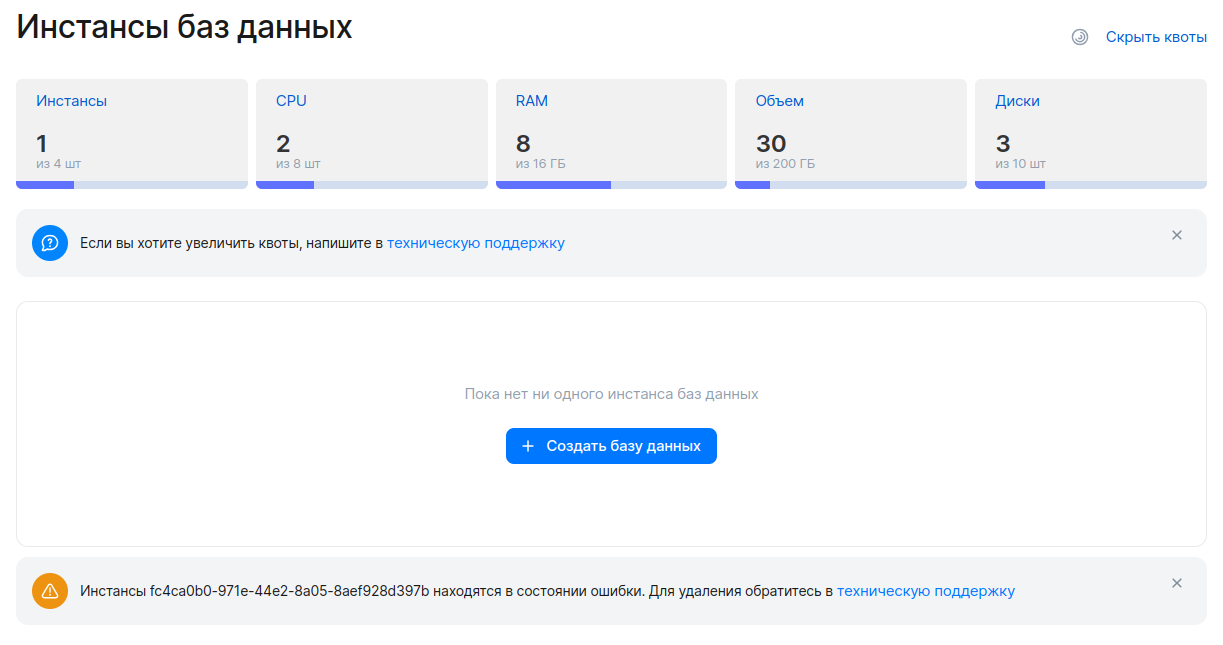 Инстансы баз данных
Скрыть квоты
Инстансы
1
из 4 шт
CPU
2
из 8 шт
RAM
8
из 16 ГБ
Объем
30
из 200 ГБ
Диски
3
из 10 шт
Если вы хотите увеличить квоты, напишите в техническую поддержку
Пока нет ни одного инстанса баз данных
+ Создать базу данных
Инстансы fc4ca0b0-971e-44e2-8a05-8aef928d397b находятся в состоянии ошибки. Для удаления обратитесь в техническую поддержку